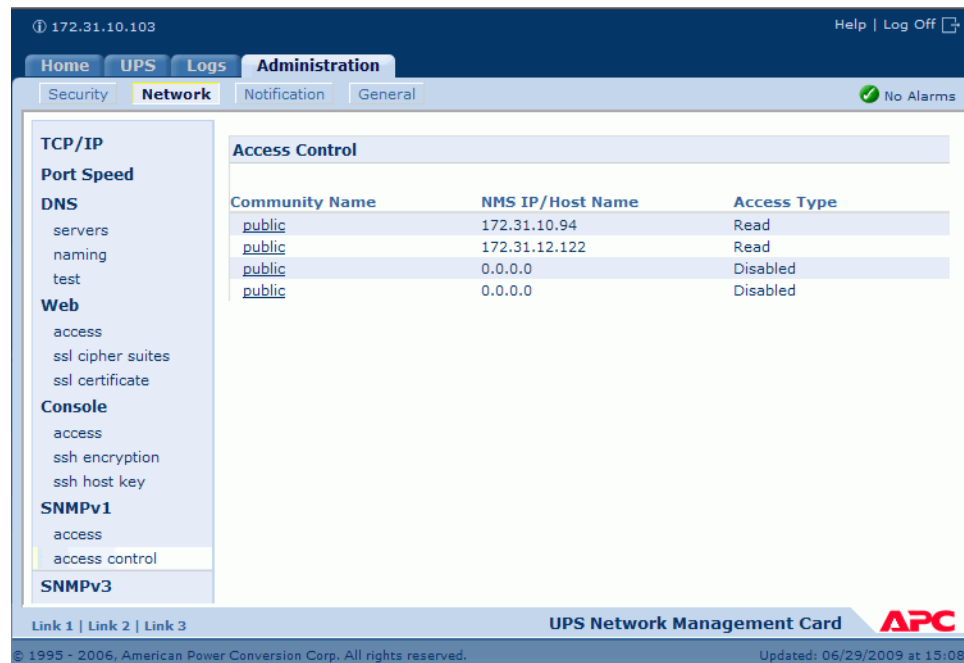 172.31.10.103
Help | Log Off
Home UPS Logs Administration
Security Network Notification General
No Alarms
TCP/IP
Port Speed
DNS
servers
naming
test
Web
access
ssl cipher suites
ssl certificate
Console
access
ssh encryption
ssh host key
SNMPv1
access
access control
SNMPv3
Access Control
Community Name NMS IP/Host Name Access Type
public 172.31.10.94 Read
public 172.31.12.122 Read
public 0.0.0.0 Disabled
public 0.0.0.0 Disabled
Link 1 | Link 2 | Link 3
UPS Network Management Card
APC
© 1995 - 2006, American Power Conversion Corp. All rights reserved.
Updated: 06/29/2009 at 15:08